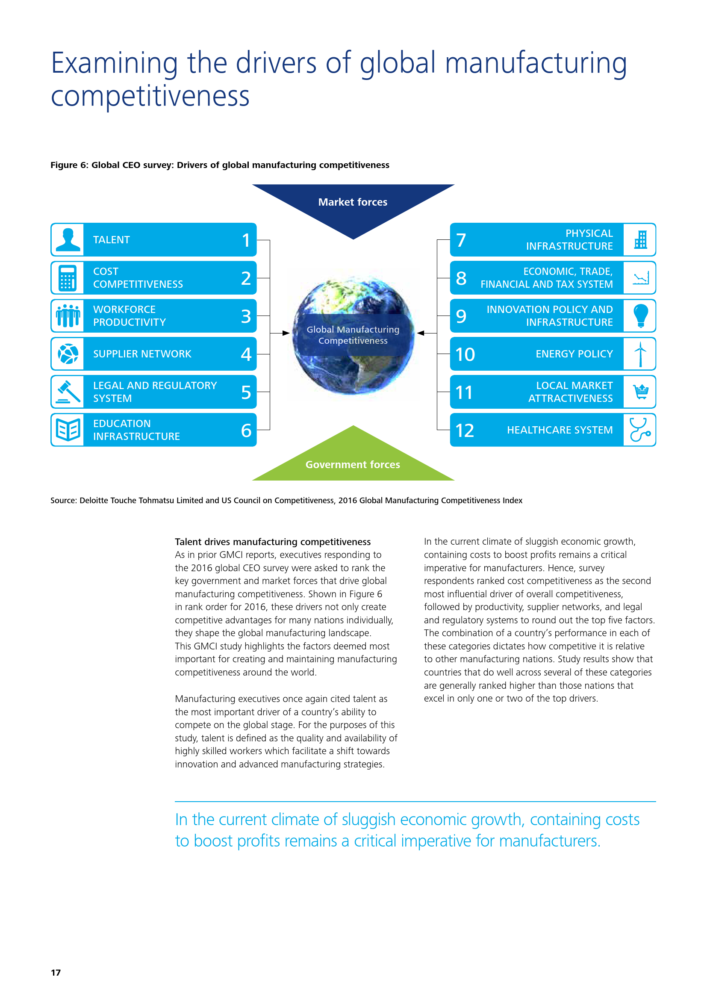 Examining the drivers of global manufacturing
competitiveness
Figure 6: Global CEO survey: Drivers of global manufacturing competitiveness
Market forces
TALENT 1
COST
COMPETITIVENESS 2
WORKFORCE
PRODUCTIVITY 3
SUPPLIER NETWORK 4
LEGAL AND REGULATORY
SYSTEM 5
EDUCATION
INFRASTRUCTURE 6
Global Manufacturing
Competitiveness
7 PHYSICAL
INFRASTRUCTURE
8 ECONOMIC, TRADE,
FINANCIAL AND TAX SYSTEM
9 INNOVATION POLICY AND
INFRASTRUCTURE
10 ENERGY POLICY
11 LOCAL MARKET
ATTRACTIVENESS
12 HEALTHCARE SYSTEM
Government forces
Source: Deloitte Touche Tohmatsu Limited and US Council on Competitiveness, 2016 Global Manufacturing Competitiveness Index
Talent drives manufacturing competitiveness
As in prior GMCI reports, executives responding to
the 2016 global CEO survey were asked to rank the
key government and market forces that drive global
manufacturing competitiveness. Shown in Figure 6
in rank order for 2016, these drivers not only create
competitive advantages for many nations individually,
they shape the global manufacturing landscape.
This GMCI study highlights the factors deemed most
important for creating and maintaining manufacturing
competitiveness around the world.
Manufacturing executives once again cited talent as
the most important driver of a country’s ability to
compete on the global stage. For the purposes of this
study, talent is defined as the quality and availability of
highly skilled workers which facilitate a shift towards
innovation and advanced manufacturing strategies.
In the current climate of sluggish economic growth,
containing costs to boost profits remains a critical
imperative for manufacturers. Hence, survey
respondents ranked cost competitiveness as the second
most influential driver of overall competitiveness,
followed by productivity, supplier networks, and legal
and regulatory systems to round out the top five factors.
The combination of a country’s performance in each of
these categories dictates how competitive it is relative
to other manufacturing nations. Study results show that
countries that do well across several of these categories
are generally ranked higher than those nations that
excel in only one or two of the top drivers.
In the current climate of sluggish economic growth, containing costs
to boost profits remains a critical imperative for manufacturers.
17